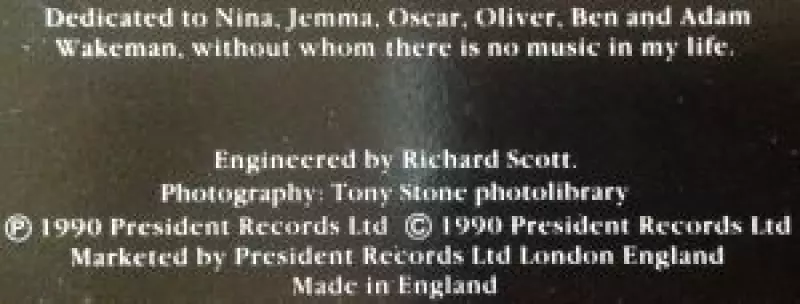 Dedicated to Nina, Jemma, Oscar, Oliver, Ben and Adam
Wakeman, without whom there is no music in my life.
Engineered by Richard Scott.
Photography: Tony Stone photolibrary
℗ 1990 President Records Ltd © 1990 President Records Ltd
Marketed by President Records Ltd London England
Made in England